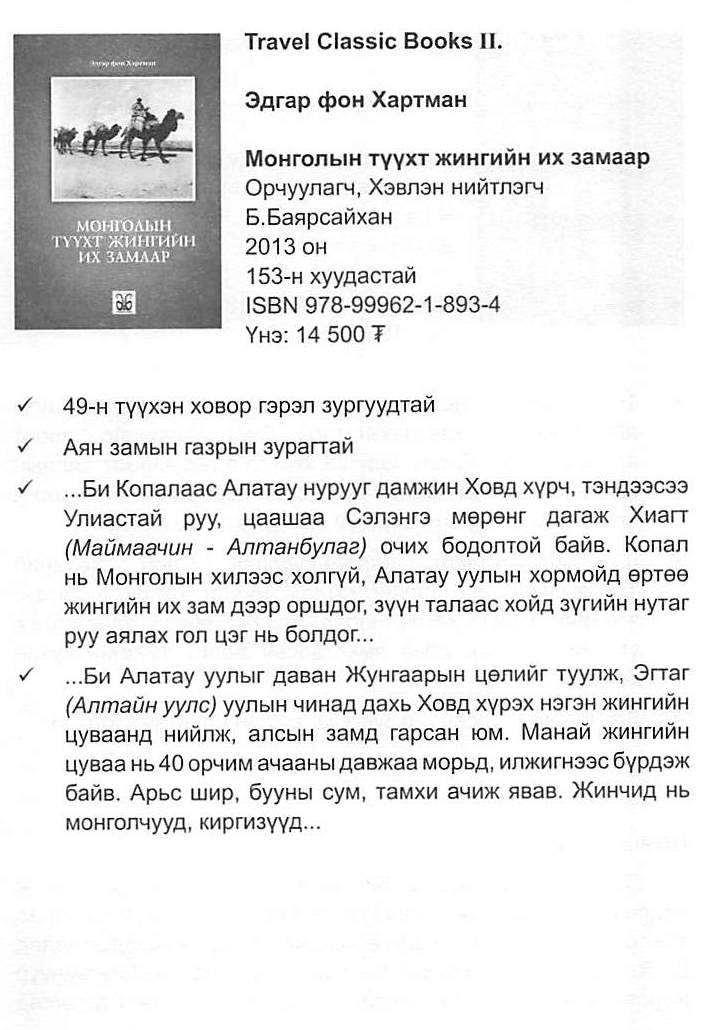 Эдгар фон Хартман
МОНГОЛЫН
ТҮҮХТ ЖИНГИЙН
ИХ ЗАМААР
Travel Classic Books II.
Эдгар фон Хартман
Монголын түүхт жингийн их замаар
Орчуулагч, Хэвлэн нийтлэгч
Б.Баярсайхан
2013 он
153-н хуудастай
ISBN 978-99962-1-893-4
Үнэ: 14 500 ₮
✓ 49-н түүхэн ховор гэрэл зургуудтай
✓ Аян замын газрын зурагтай
✓ ...Би Копалаас Алатау нурууг дамжин Ховд хүрч, тэндээсээ
Улиастай руу, цаашаа Сэлэнгэ мөрөнг дагаж Хиагт
(Маймаачин - Алтанбулаг) очих бодолтой байв. Копал
нь Монголын хилээс холгүй, Алатау уулын хормойд өртөө
жингийн их зам дээр оршдог, зүүн талаас хойд зүгийн нутаг
руу аялах гол цэг нь болдог...
✓ ...Би Алатау уулыг даван Жунгаарын цөлийг туулж, Эгтаг
(Алтайн уулс) уулын чинад дахь Ховд хүрэх нэгэн жингийн
цуваанд нийлж, алсын замд гарсан юм. Манай жингийн
цуваа нь 40 орчим ачааны давжаа морьд, илжигнээс бүрдэж
байв. Арьс шир, бууны сум, тамхи ачиж явав. Жинчид нь
монголчууд, киргизүүд...